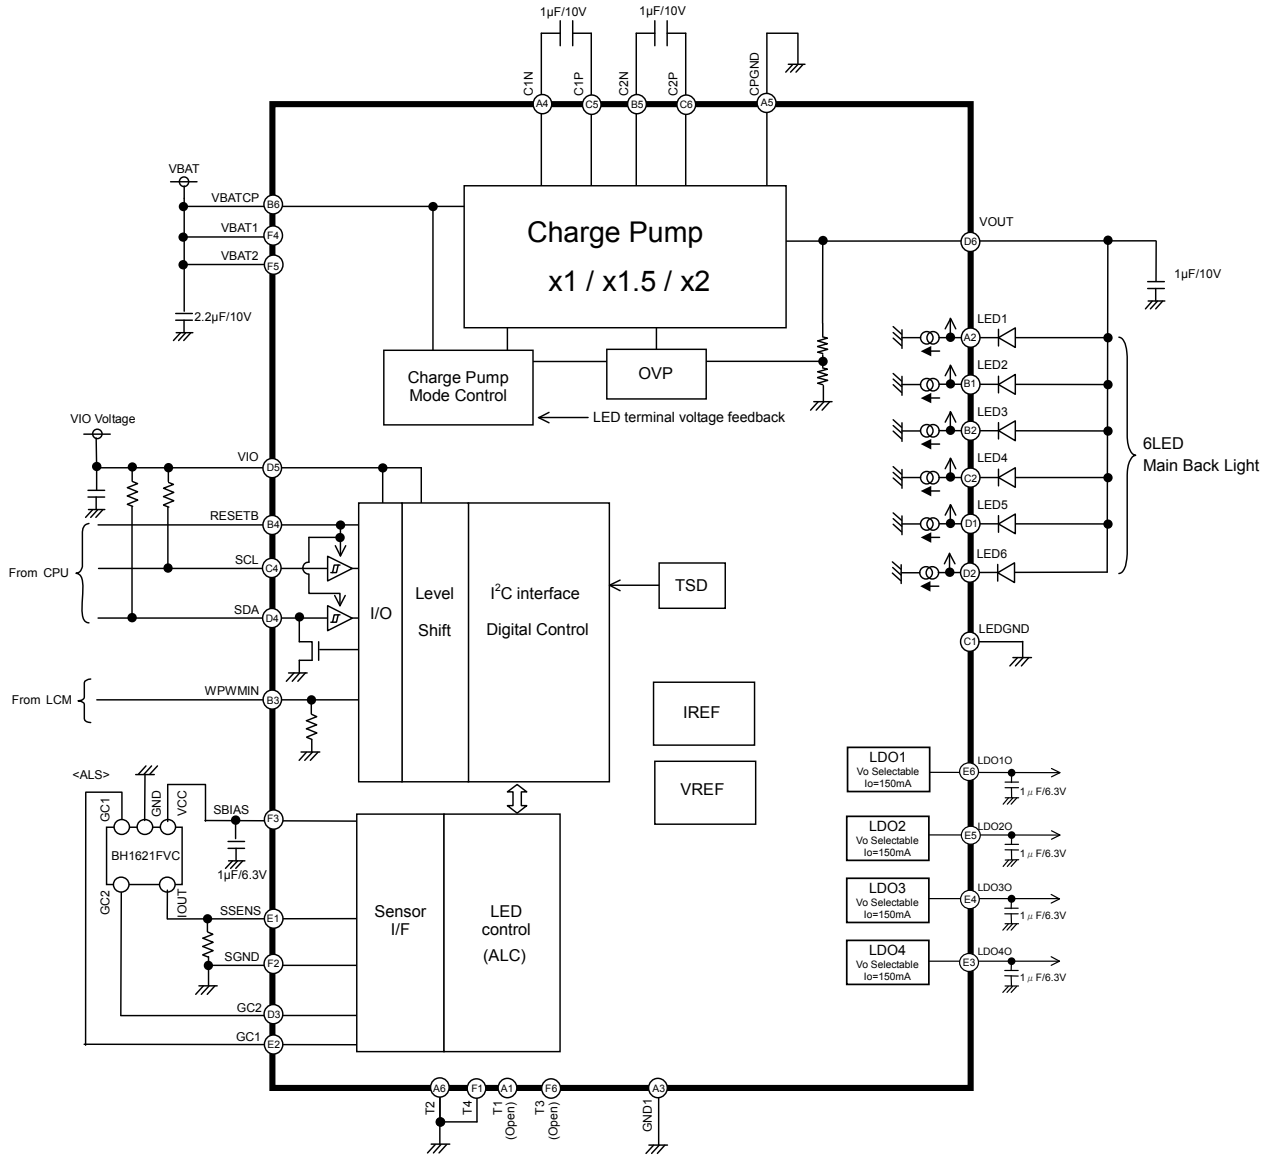 1µF/10V
1µF/10V
C1N
C1P
C2N
C2P
CPGND
A4
C5
B5
C6
A5
VBAT
VBATCP
B6
VBAT1
F4
VBAT2
F5
2.2µF/10V
Charge Pump
x1 / x1.5 / x2
VOUT
D6
1µF/10V
Charge Pump
Mode Control
OVP
LED terminal voltage feedback
LED1
A2
LED2
B1
LED3
B2
LED4
C2
LED5
D1
LED6
D2
6LED
Main Back Light
LEDGND
C1
VIO Voltage
VIO
D5
RESETB
B4
SCL
C4
From CPU
SDA
D4
I/O
Level
Shift
I²C interface
Digital Control
TSD
From LCM
WPWMIN
B3
IREF
VREF
<ALS>
GC1
GND
VCC
SBIAS
F3
BH1621FVC
1µF/6.3V
GC2
IOUT
SSENS
E1
SGND
F2
GC2
D3
GC1
E2
Sensor
I/F
LED
control
(ALC)
LDO1
Vo Selectable
Io=150mA
E6
LDO1O
1µF/6.3V
LDO2
Vo Selectable
Io=150mA
E5
LDO2O
1µF/6.3V
LDO3
Vo Selectable
Io=150mA
E4
LDO3O
1µF/6.3V
LDO4
Vo Selectable
Io=150mA
E3
LDO4O
1µF/6.3V
A6
F1
A1
F6
A3
T2
T4
T1
(Open)
T3
(Open)
GND1